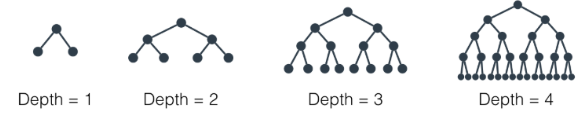 Depth = 1 Depth = 2 Depth = 3 Depth = 4